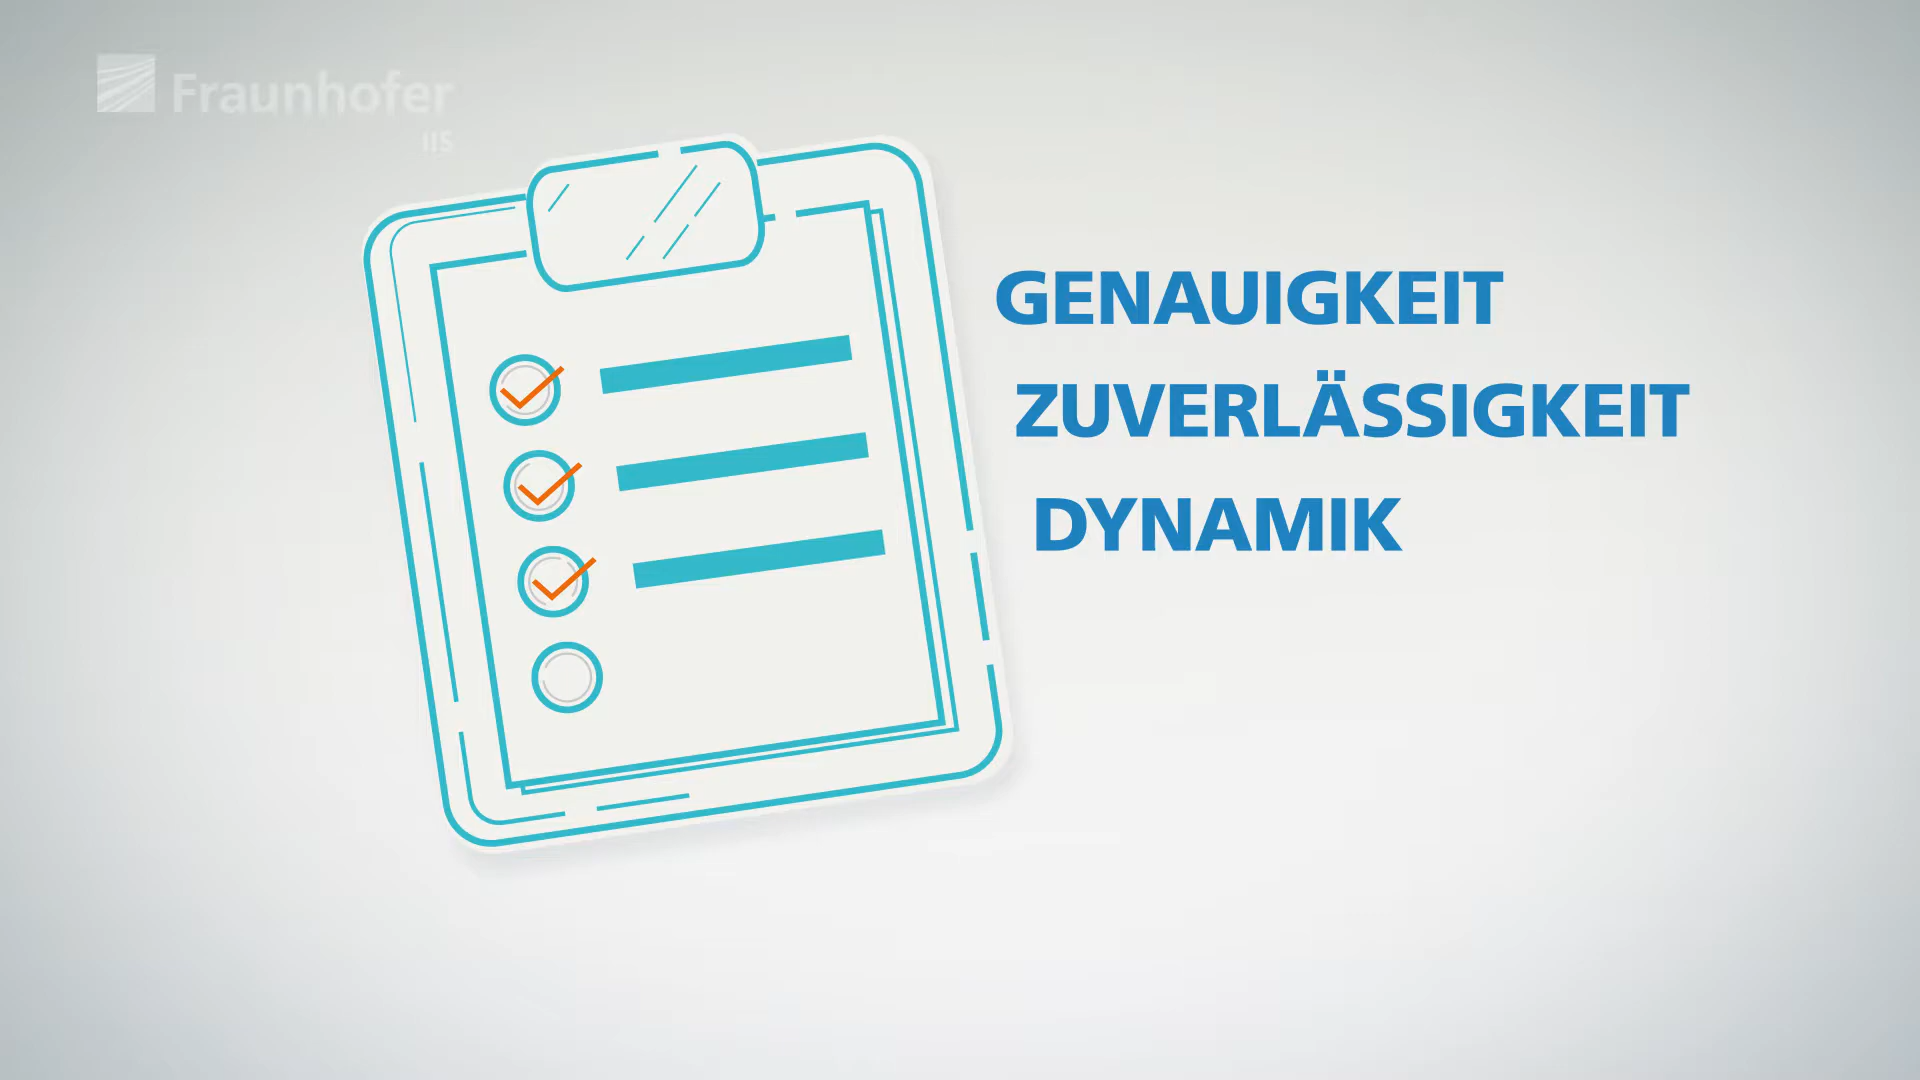 Fraunhofer
IIS
GENAUIGKEIT
ZUVERLÄSSIGKEIT
DYNAMIK